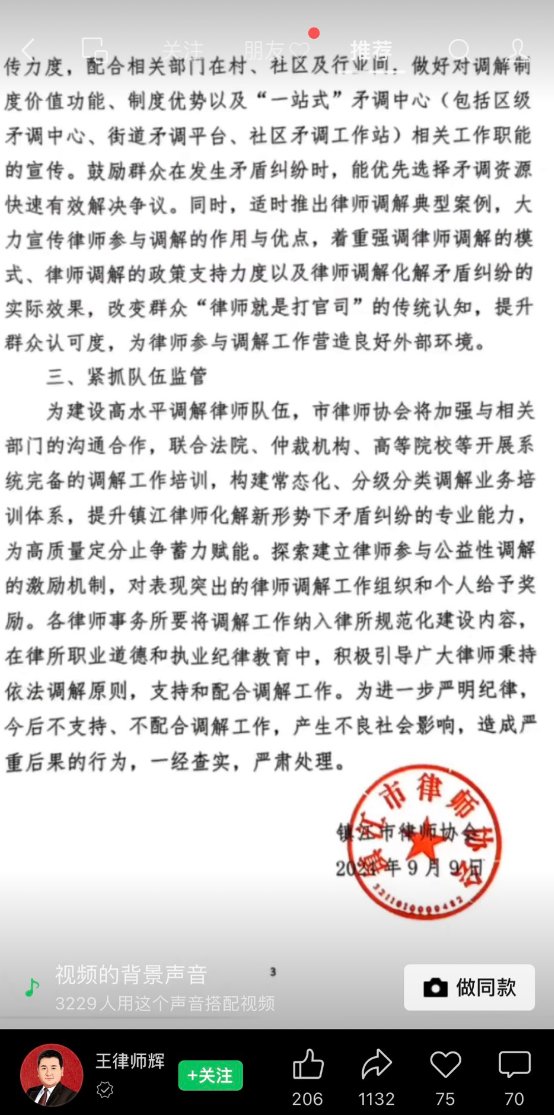 关注 朋友♡ 推荐
传力度，配合相关部门在村、社区及行业间，做好对调解制
度价值功能、制度优势以及“一站式”矛调中心（包括区级
矛调中心、街道矛调平台、社区矛调工作站）相关工作职能
的宣传。鼓励群众在发生矛盾纠纷时，能优先选择矛调资源
快速有效解决争议。同时，适时推出律师调解典型案例，大
力宣传律师参与调解的作用与优点，着重强调律师调解的模
式、律师调解的政策支持力度以及律师调解化解矛盾纠纷的
实际效果，改变群众“律师就是打官司”的传统认知，提升
群众认可度，为律师参与调解工作营造良好外部环境。
三、紧抓队伍监管
为建设高水平调解律师队伍，市律师协会将加强与相关
部门的沟通合作，联合法院、仲裁机构、高等院校等开展系
统完备的调解工作培训，构建常态化、分级分类调解业务培
训体系，提升镇江律师化解新形势下矛盾纠纷的专业能力，
为高质量定分止争蓄力赋能。探索建立律师参与公益性调解
的激励机制，对表现突出的律师调解工作组织和个人给予奖
励。各律师事务所要将调解工作纳入律所规范化建设内容，
在律所职业道德和执业纪律教育中，积极引导广大律师秉持
依法调解原则，支持和配合调解工作。为进一步严明纪律，
今后不支持、不配合调解工作，产生不良社会影响，造成严
重后果的行为，一经查实，严肃处理。
镇江市律师协会
2024年9月9日
镇江市律师协会
3211010000482
3
视频的背景声音
3229人用这个声音搭配视频
做同款
王律师辉
+关注
206 1132 75 70